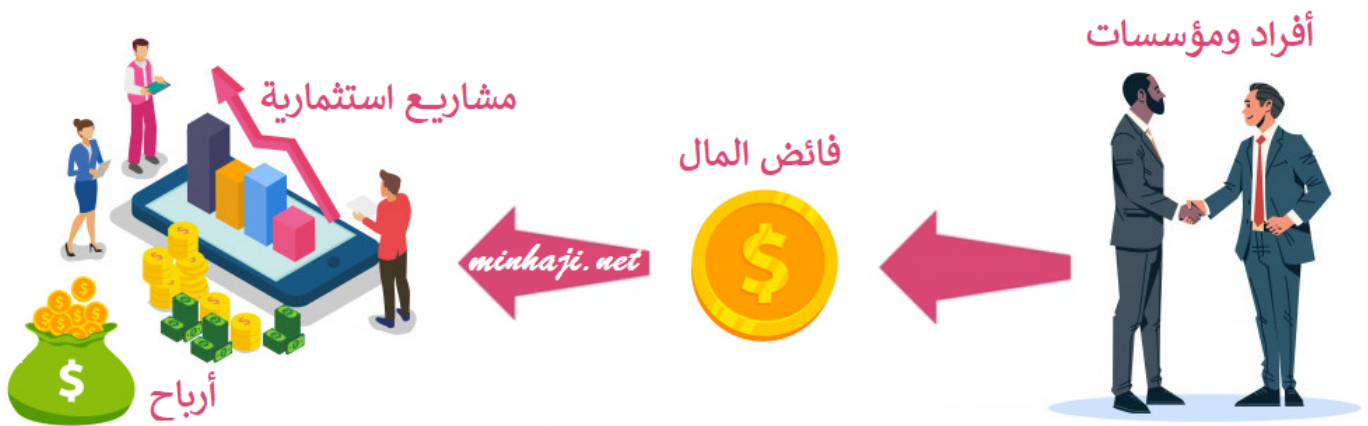 أفراد ومؤسسات
فائض المال
minhaji.net
مشاريع استثمارية
أرباح
$
$